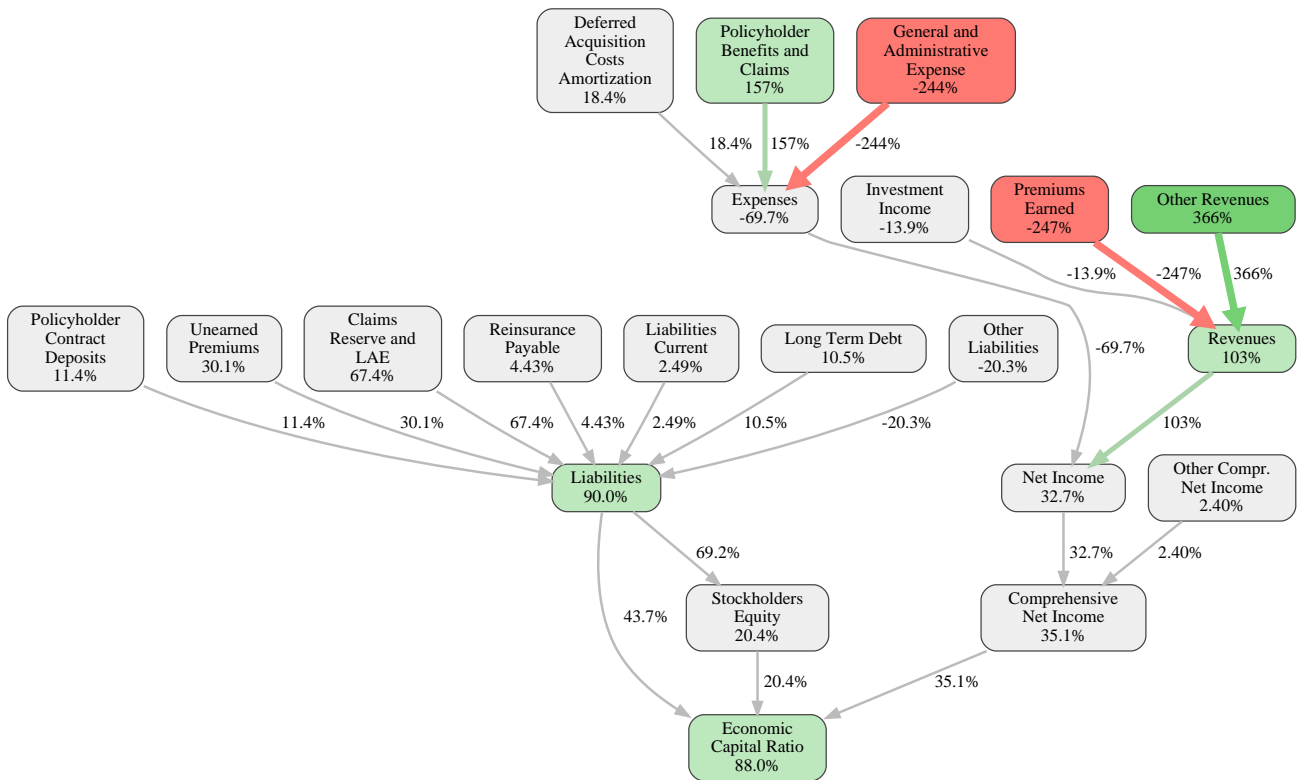 Deferred
Acquisition
Costs
Amortization
18.4%
Policyholder
Benefits and
Claims
157%
General and
Administrative
Expense
-244%
18.4%
157%
-244%
Expenses
-69.7%
Investment
Income
-13.9%
Premiums
Earned
-247%
Other Revenues
366%
-13.9%
-247%
366%
Policyholder
Contract
Deposits
11.4%
Unearned
Premiums
30.1%
Claims
Reserve and
LAE
67.4%
Reinsurance
Payable
4.43%
Liabilities
Current
2.49%
Long Term Debt
10.5%
Other
Liabilities
-20.3%
-69.7%
Revenues
103%
11.4%
30.1%
67.4%
4.43%
2.49%
10.5%
-20.3%
103%
Liabilities
90.0%
Net Income
32.7%
Other Compr.
Net Income
2.40%
69.2%
32.7%
2.40%
43.7%
Stockholders
Equity
20.4%
Comprehensive
Net Income
35.1%
20.4%
35.1%
Economic
Capital Ratio
88.0%